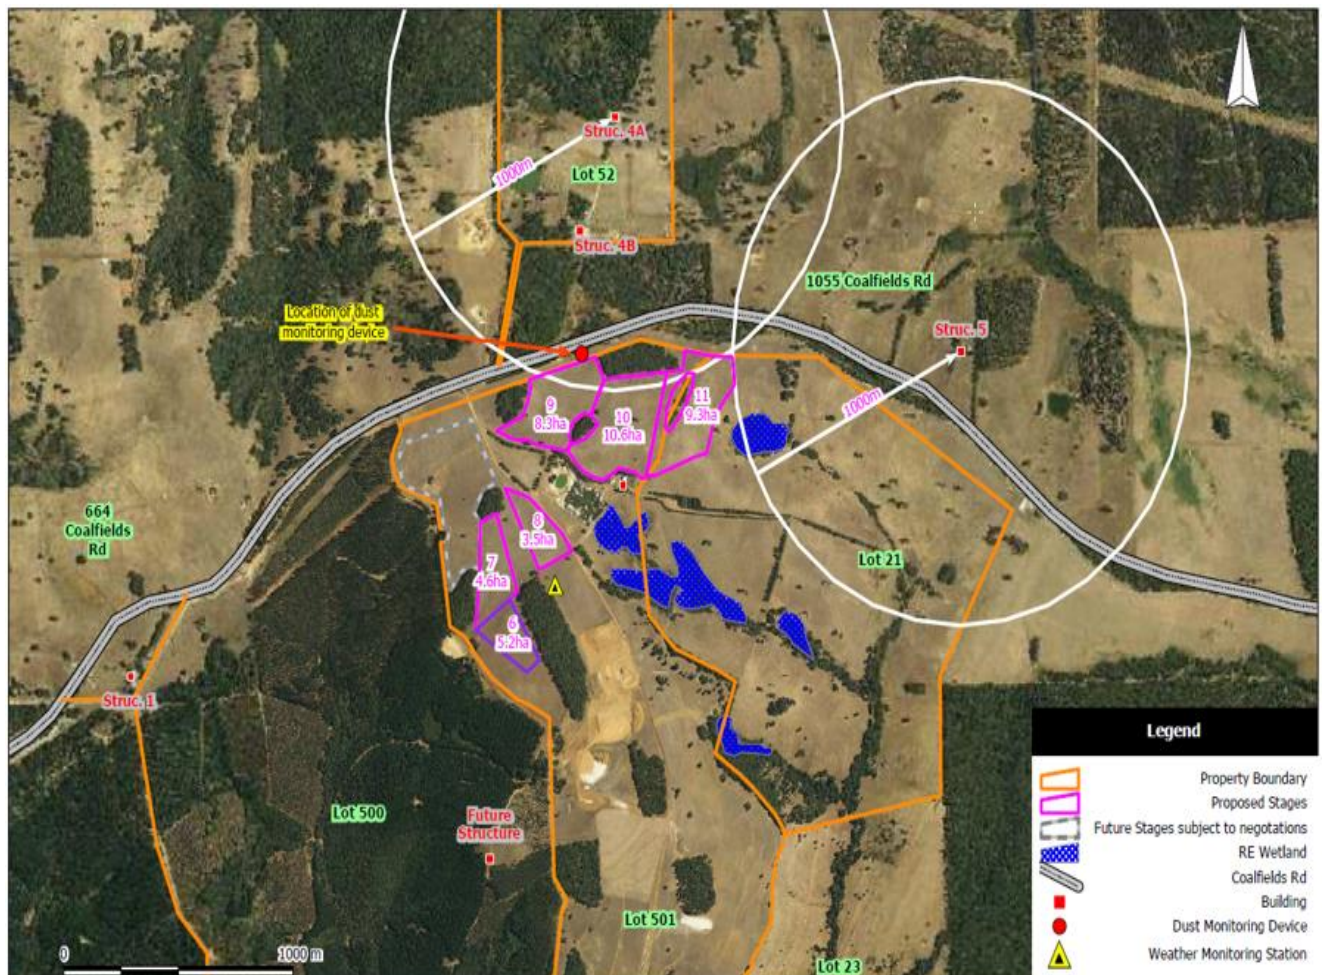 Struc. 4A
1000m
Lot 52
Struc. 4B
1055 Coalfields Rd
Location of dust
monitoring device
Struc. 5
1000m
9
8.3ha
10
10.6ha
11
9.3ha
664
Coalfields
Rd
8
3.5ha
Lot 21
7
4.6ha
6
5.2ha
Struc. 1
Lot 500
Future
Structure
Lot 501
Lot 23
0
1000 m
Legend
Property Boundary
Proposed Stages
Future Stages subject to negotations
RE Wetland
Coalfields Rd
Building
Dust Monitoring Device
Weather Monitoring Station